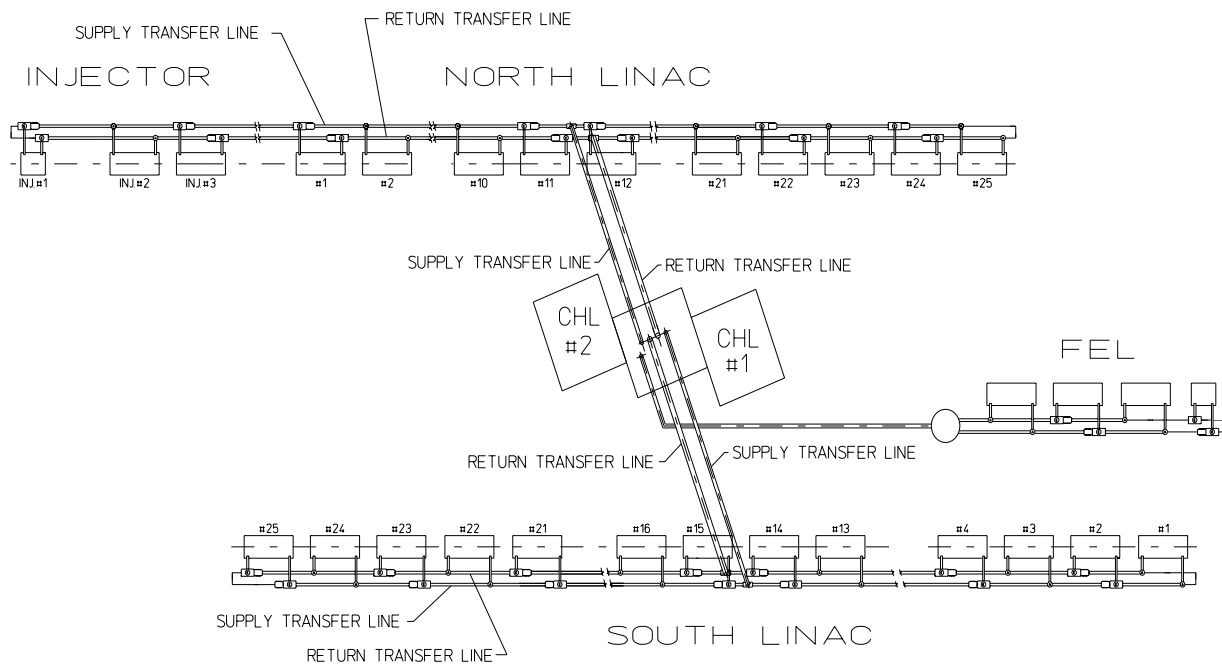 RETURN TRANSFER LINE
SUPPLY TRANSFER LINE
INJECTOR
NORTH LINAC
INJ.#1
INJ.#2
INJ.#3
#1
#2
#10
#11
#12
#21
#22
#23
#24
#25
SUPPLY TRANSFER LINE
RETURN TRANSFER LINE
CHL
#2
CHL
#1
FEL
RETURN TRANSFER LINE
SUPPLY TRANSFER LINE
#25
#24
#23
#22
#21
#16
#15
#14
#13
#4
#3
#2
#1
SUPPLY TRANSFER LINE
SOUTH LINAC
RETURN TRANSFER LINE